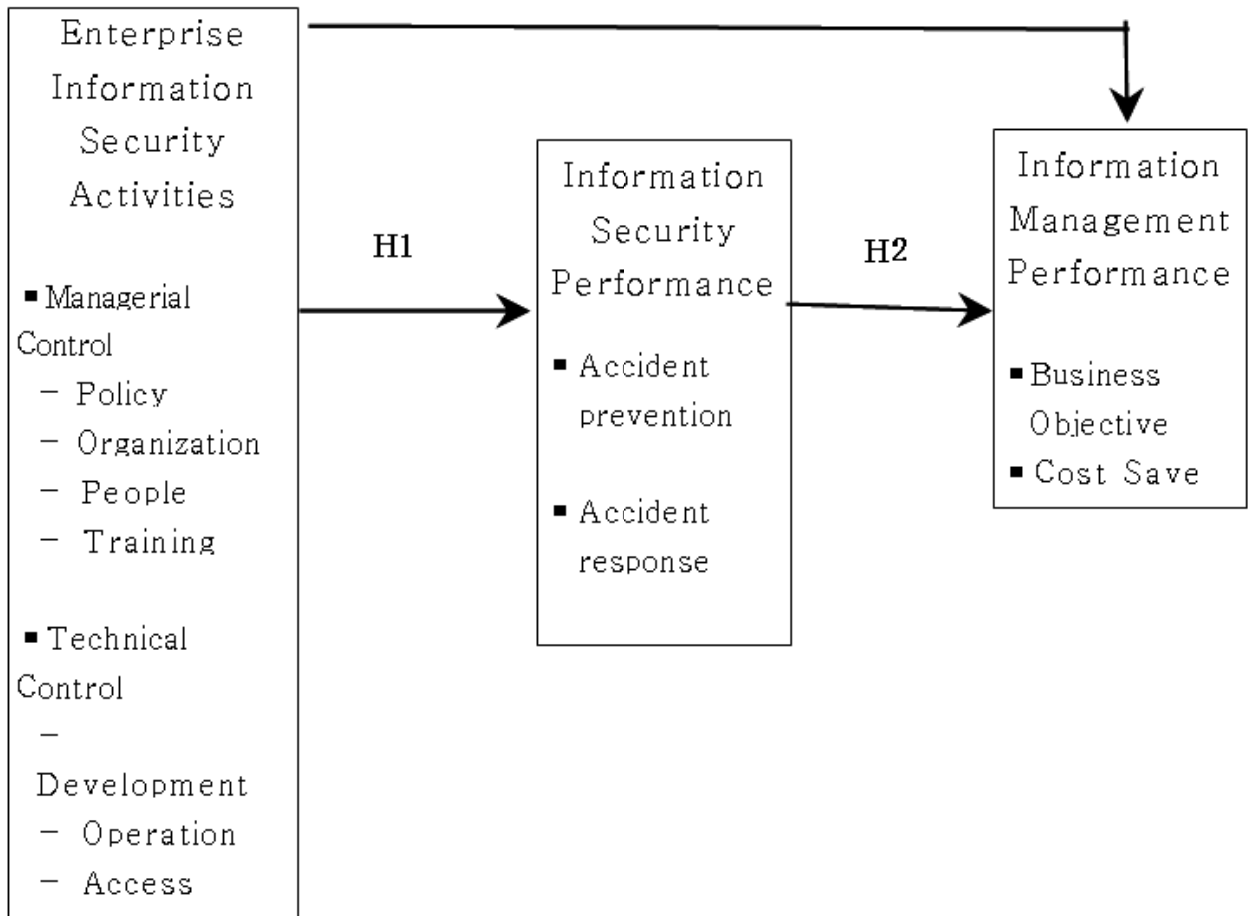 Enterprise
Information
Security
Activities
■ Managerial
Control
－ Policy
－ Organization
－ People
－ Training
■ Technical
Control
－
Development
－ Operation
－ Access
H1
Information
Security
Performance
■ Accident
prevention
■ Accident
response
H2
Information
Management
Performance
■ Business
Objective
■ Cost Save